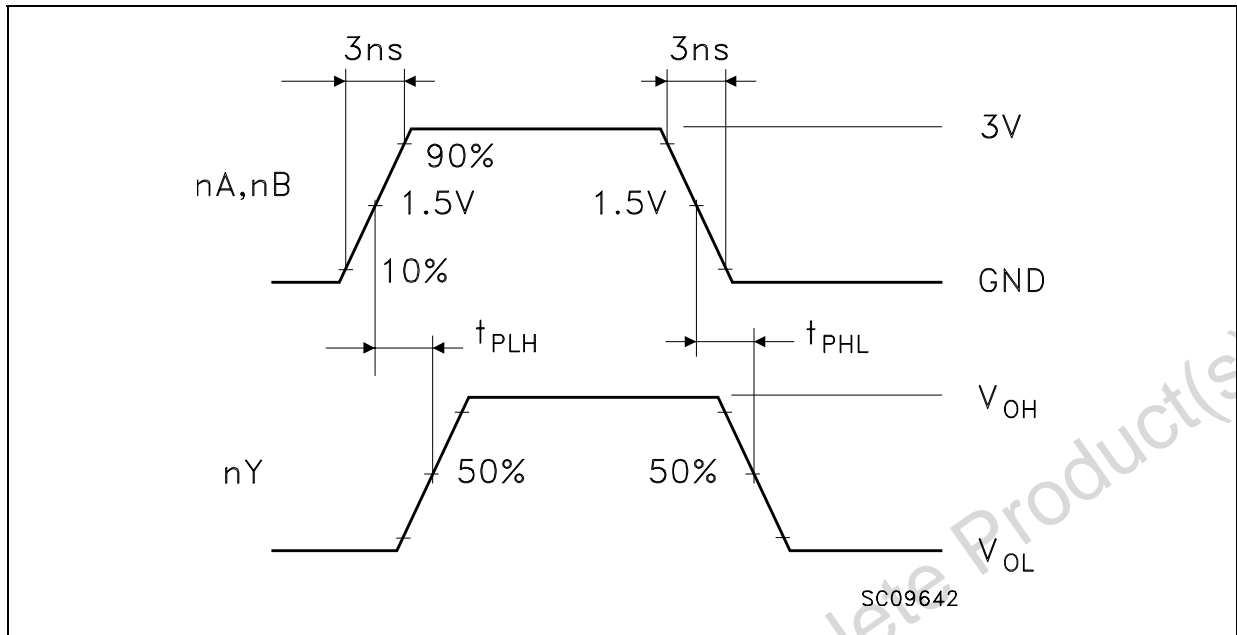 3ns 3ns
3V
90%
nA,nB 1.5V 1.5V
10% GND
tPLH tPHL
VOH
nY 50% 50%
VOL
SC09642
Product(s)